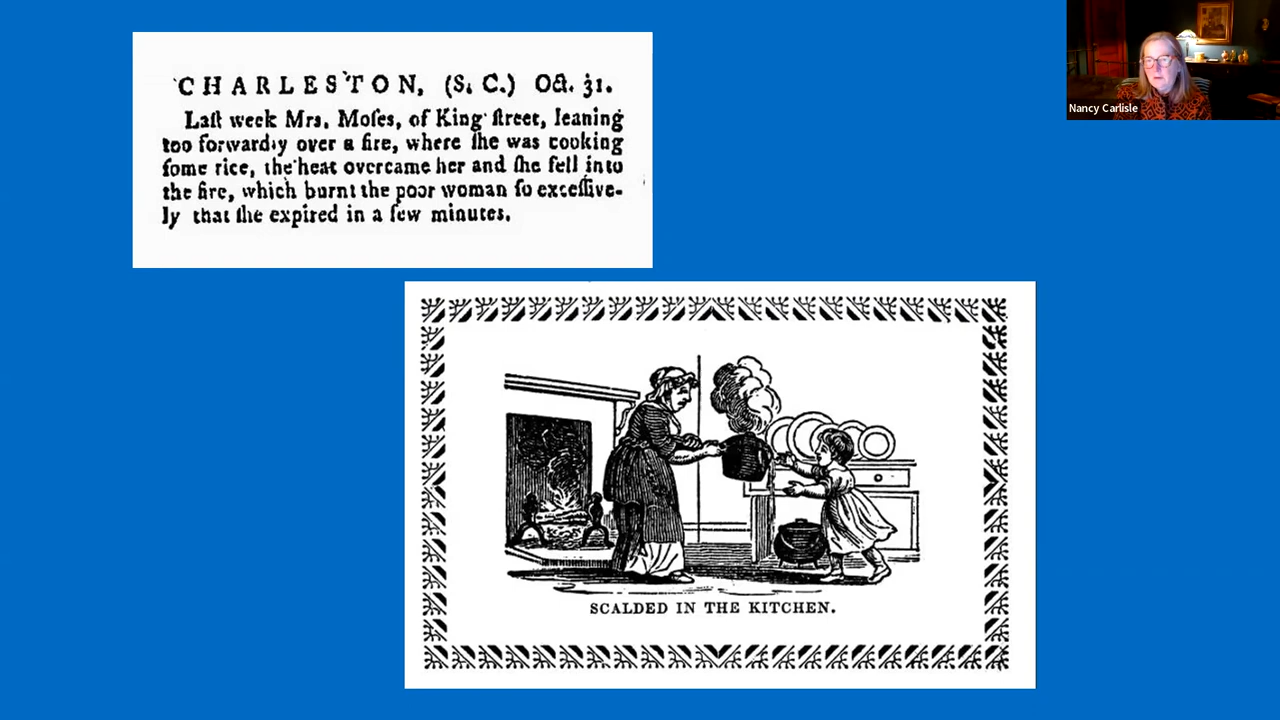 CHARLESTON, (S. C.) Oct. 31.
Laſt week Mrs. Moſes, of King ſtreet, leaning
too forwardly over a fire, where ſhe was cooking
ſome rice, the heat overcame her and ſhe fell into
the fire, which burnt the poor woman ſo exceſſive-
ly that ſhe expired in a few minutes.
SCALDED IN THE KITCHEN.
Nancy Carlisle